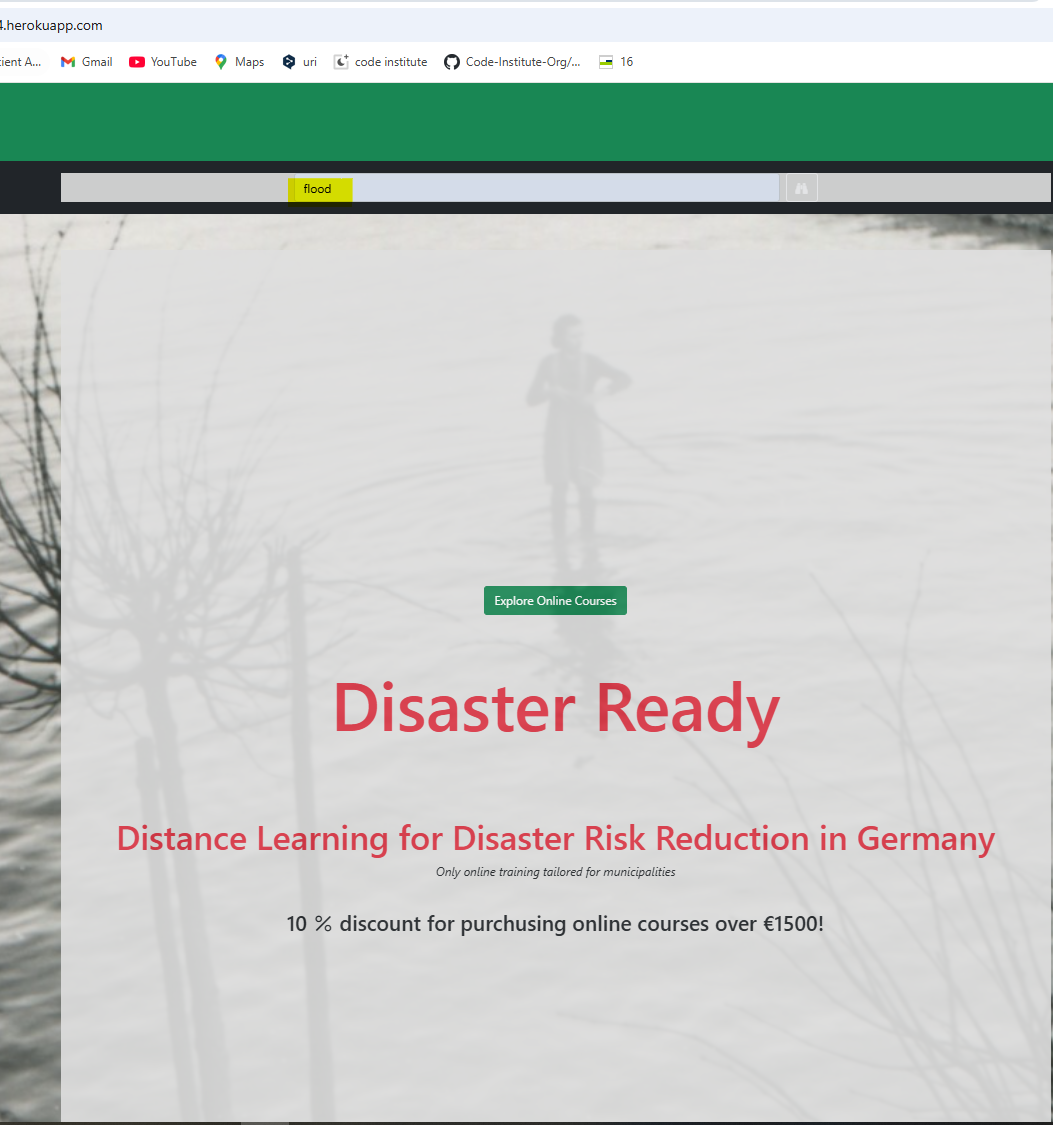 4.herokuapp.com
ient A... Gmail YouTube Maps uri code institute Code-Institute-Org/... 16
flood
Explore Online Courses
Disaster Ready
Distance Learning for Disaster Risk Reduction in Germany
Only online training tailored for municipalities
10 % discount for purchusing online courses over €1500!